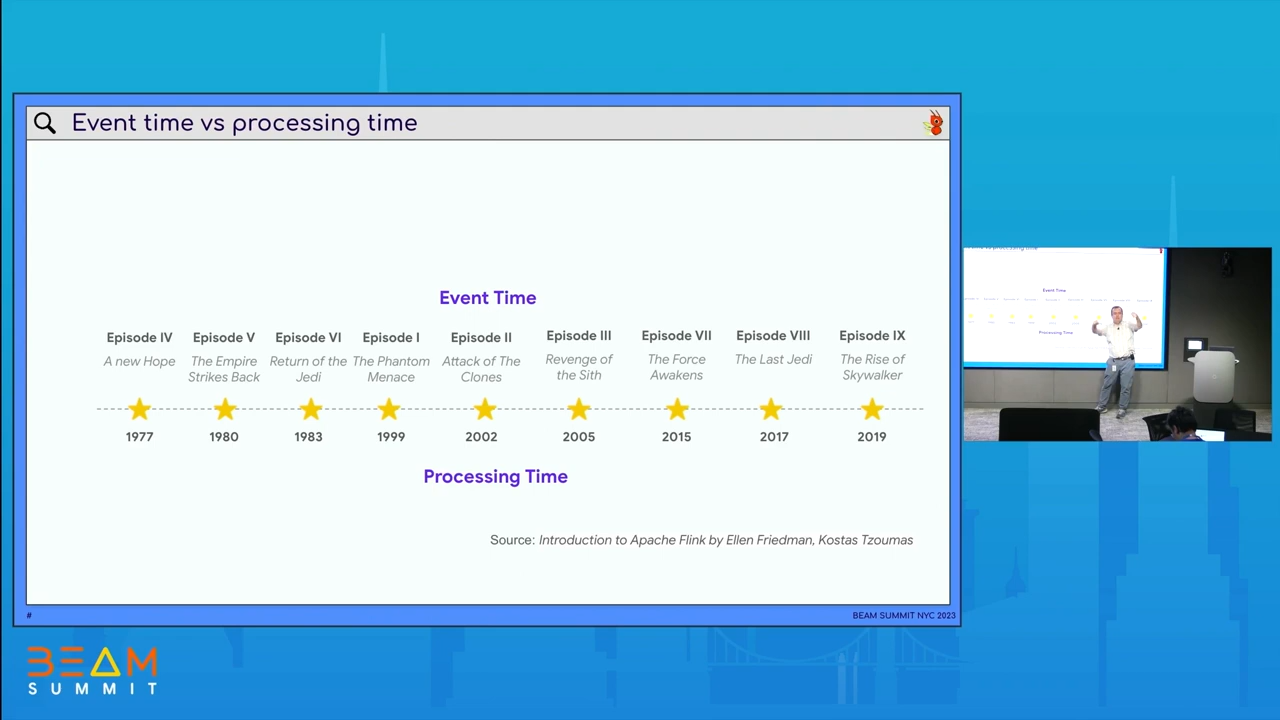 Event time vs processing time
Event Time
Episode IV
A new Hope
Episode V
The Empire
Strikes Back
Episode VI
Return of the
Jedi
Episode I
The Phantom
Menace
Episode II
Attack of The
Clones
Episode III
Revenge of
the Sith
Episode VII
The Force
Awakens
Episode VIII
The Last Jedi
Episode IX
The Rise of
Skywalker
1977
1980
1983
1999
2002
2005
2015
2017
2019
Processing Time
Source: Introduction to Apache Flink by Ellen Friedman, Kostas Tzoumas
#
BEAM SUMMIT NYC 2023
Event Time
Processing Time
BEAM
SUMMIT